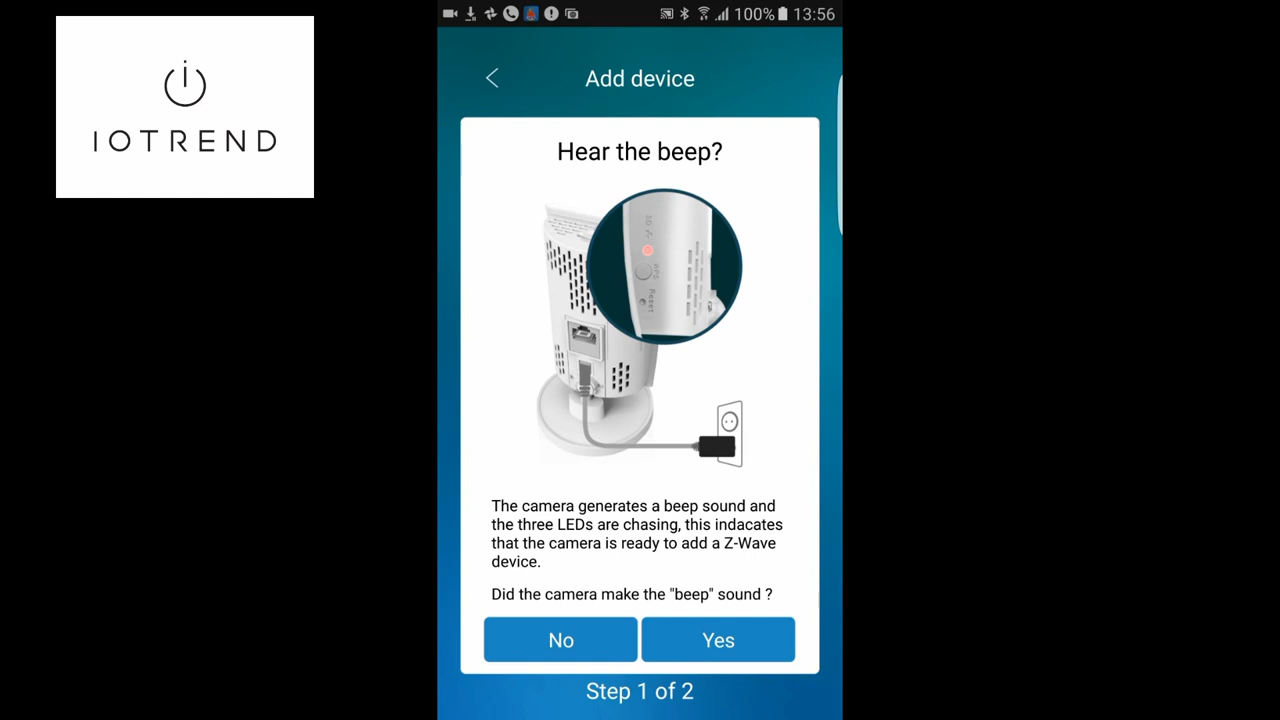 100% 13:56
IOTREND
Add device
Hear the beep?
SD
WPS
Reset
The camera generates a beep sound and
the three LEDs are chasing, this indacates
that the camera is ready to add a Z-Wave
device.
Did the camera make the "beep" sound ?
No Yes
Step 1 of 2